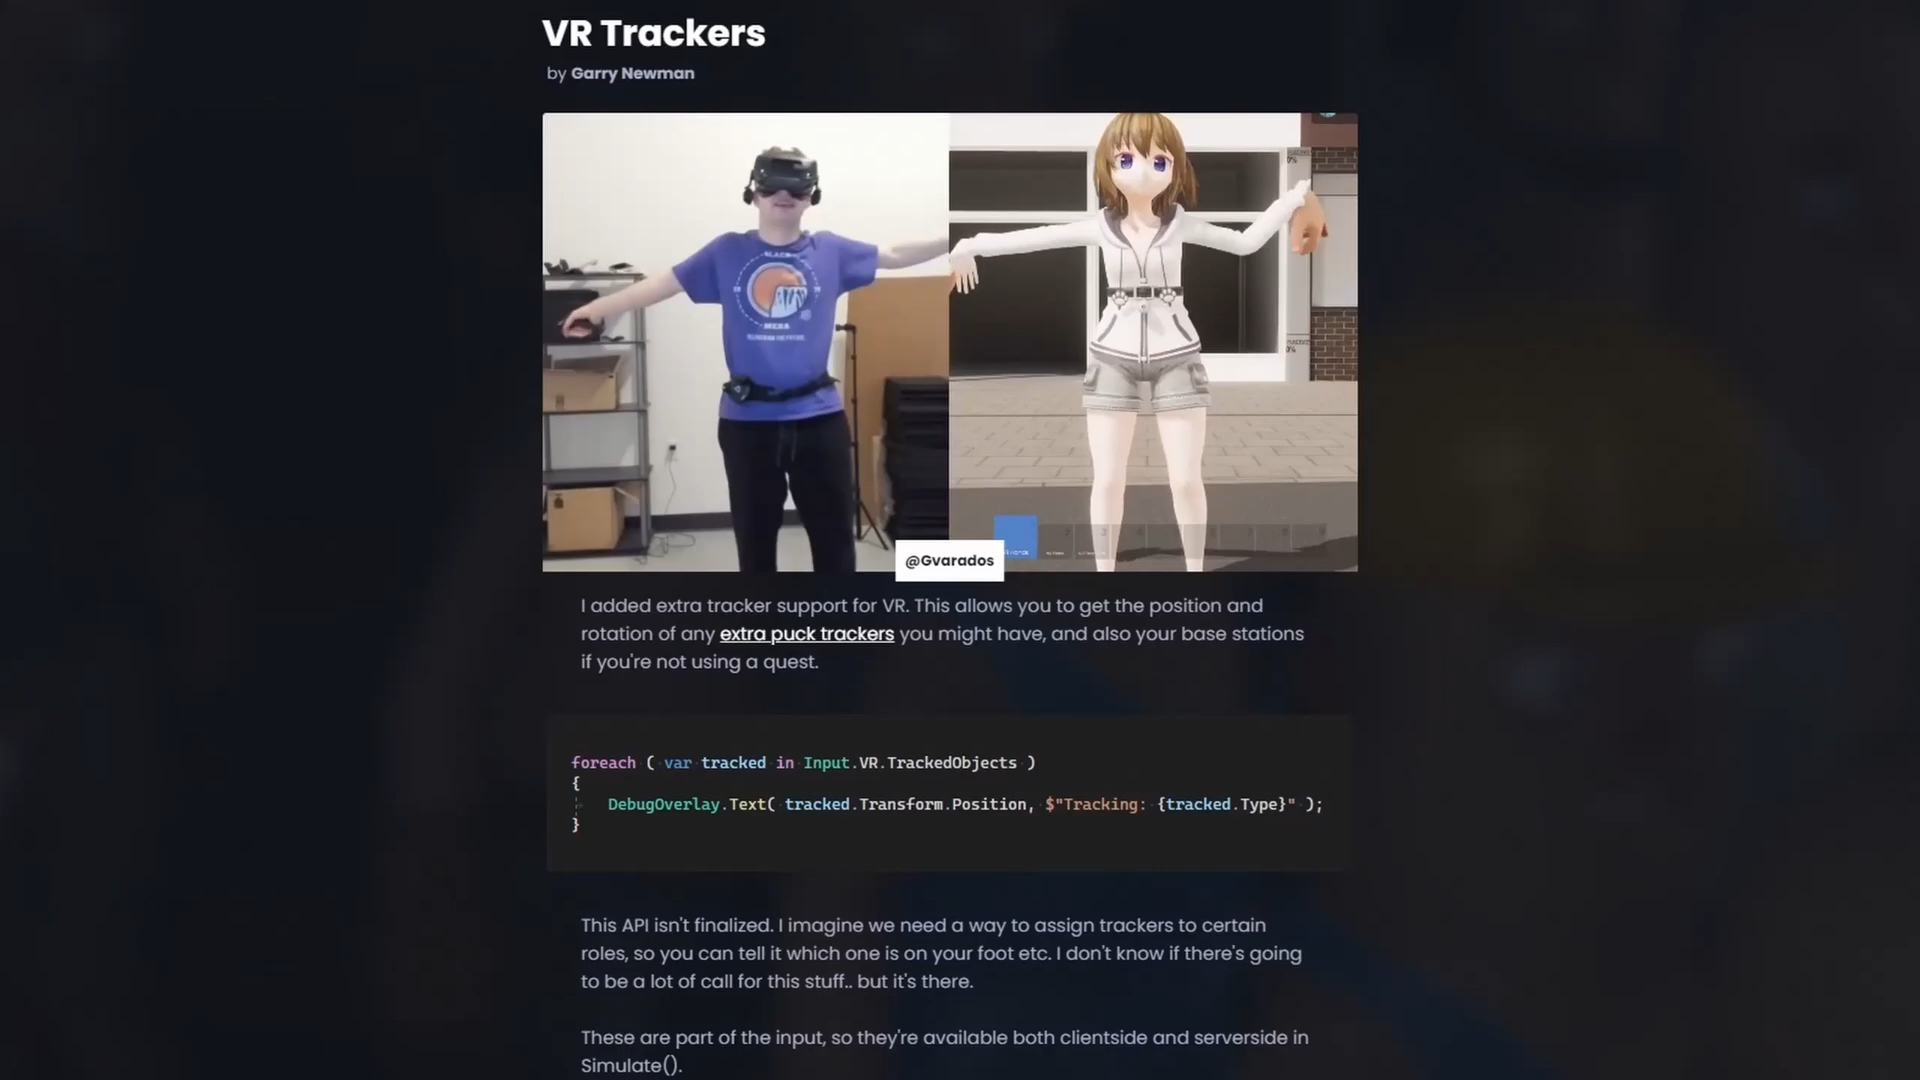 VR Trackers
by Garry Newman
BLACK
MESA
0%
0%
@Gvarados
I added extra tracker support for VR. This allows you to get the position and
rotation of any extra puck trackers you might have, and also your base stations
if you're not using a quest.
foreach ( var tracked in Input.VR.TrackedObjects )
{
DebugOverlay.Text( tracked.Transform.Position, $"Tracking: {tracked.Type}" );
}
This API isn't finalized. I imagine we need a way to assign trackers to certain
roles, so you can tell it which one is on your foot etc. I don't know if there's going
to be a lot of call for this stuff.. but it's there.
These are part of the input, so they're available both clientside and serverside in
Simulate().